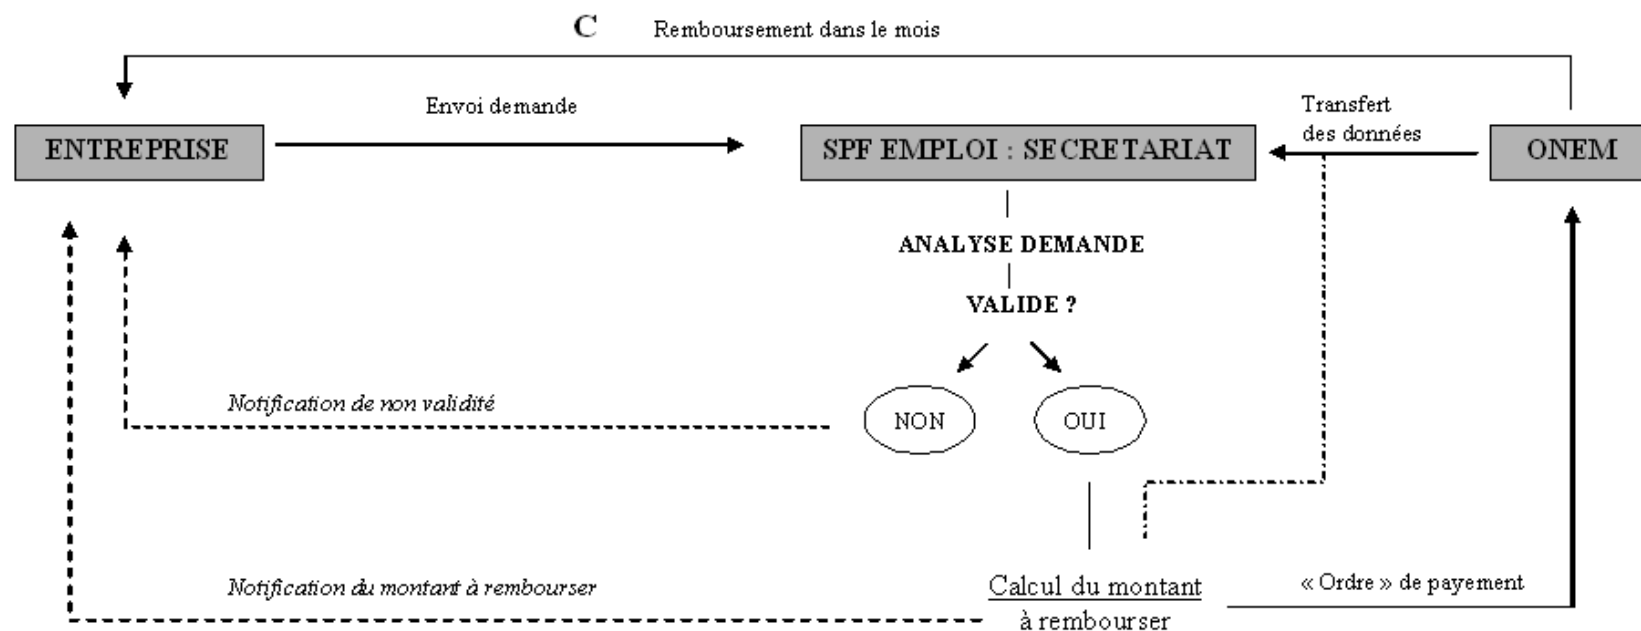 C Remboursement dans le mois
Envoi demande
Transfert
des données
ENTREPRISE
SPF EMPLOI : SECRETARIAT
ONEM
ANALYSE DEMANDE
VALIDE ?
Notification de non validité
NON
OUI
Notification du montant à rembourser
Calcul du montant
à rembourser
« Ordre » de payement